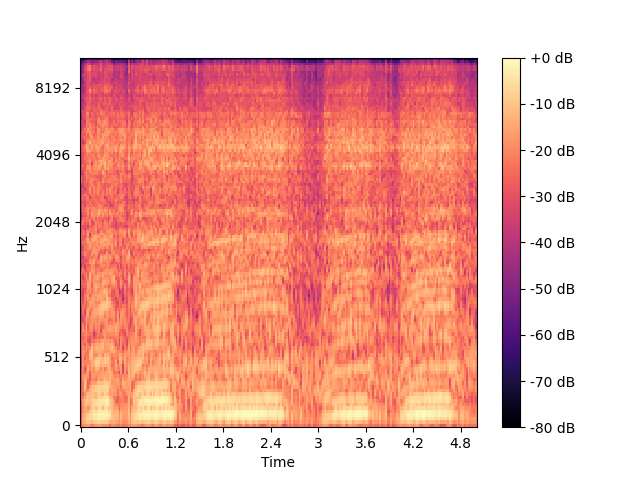 8192
4096
2048
1024
512
0
Hz
0 0.6 1.2 1.8 2.4 3 3.6 4.2 4.8
Time
+0 dB
-10 dB
-20 dB
-30 dB
-40 dB
-50 dB
-60 dB
-70 dB
-80 dB